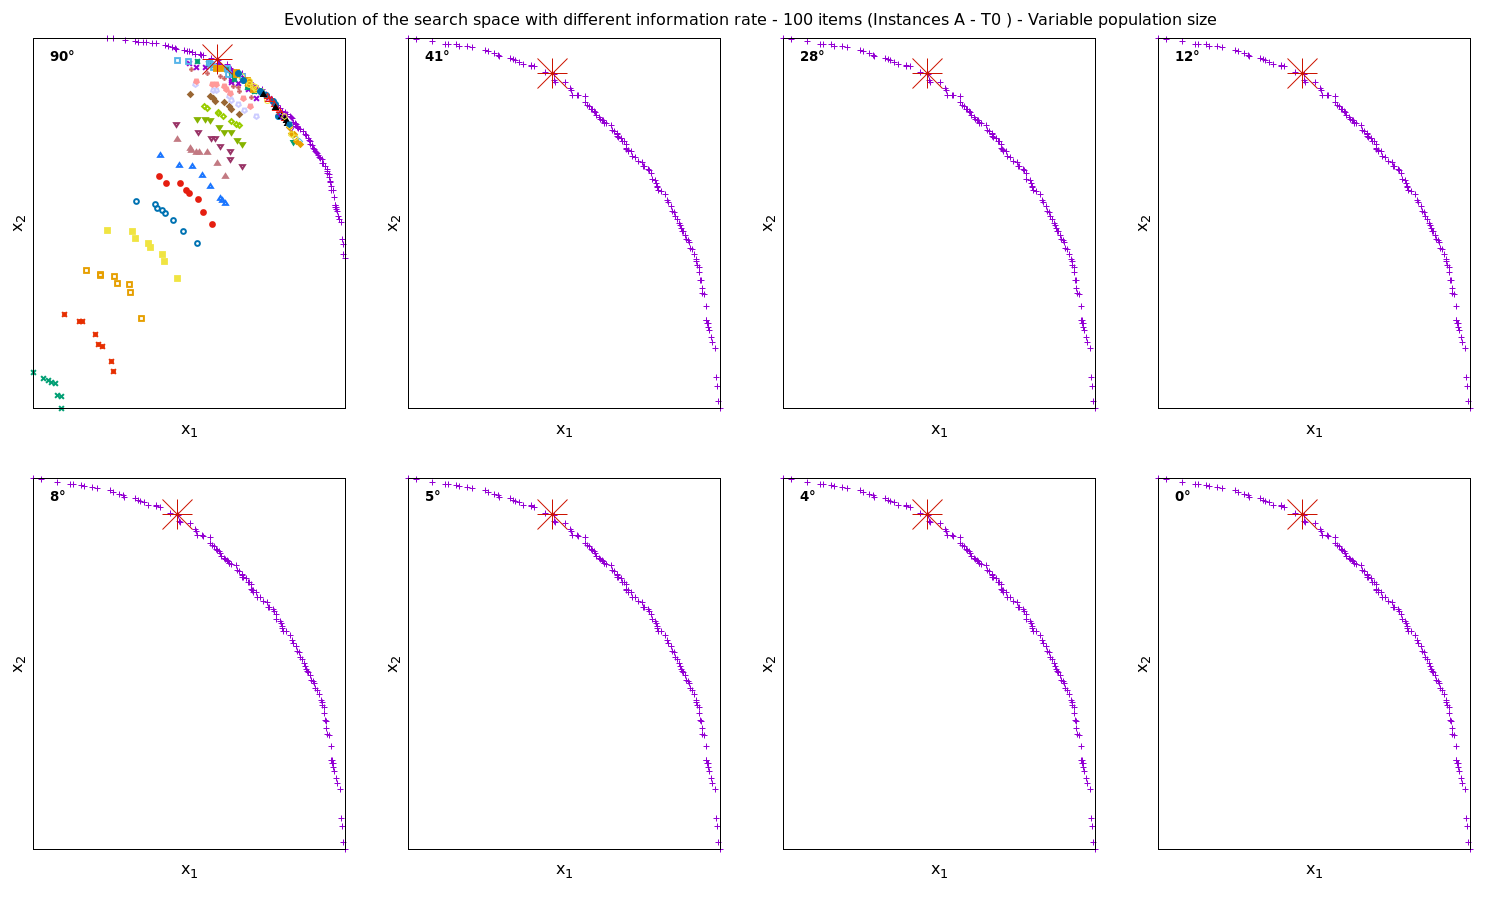 Evolution of the search space with different information rate - 100 items (Instances A - T0 ) - Variable population size
90°
41°
28°
12°
x2
x2
x2
x2
x1
x1
x1
x1
8°
5°
4°
0°
x2
x2
x2
x2
x1
x1
x1
x1